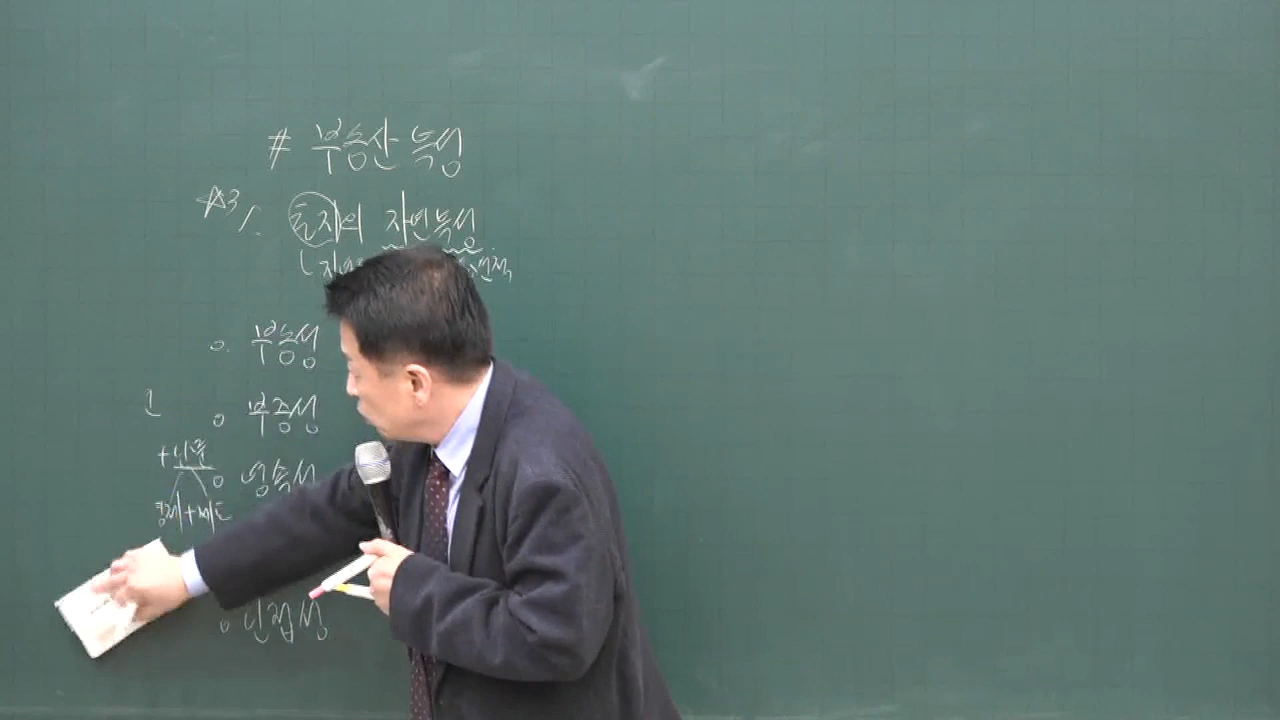 # 부동산 특성
☆3 1. 토지의 자연특성
o. 부동성
o 부증성
+ 인문
o 영속성
경제 + 제도
o 인접성